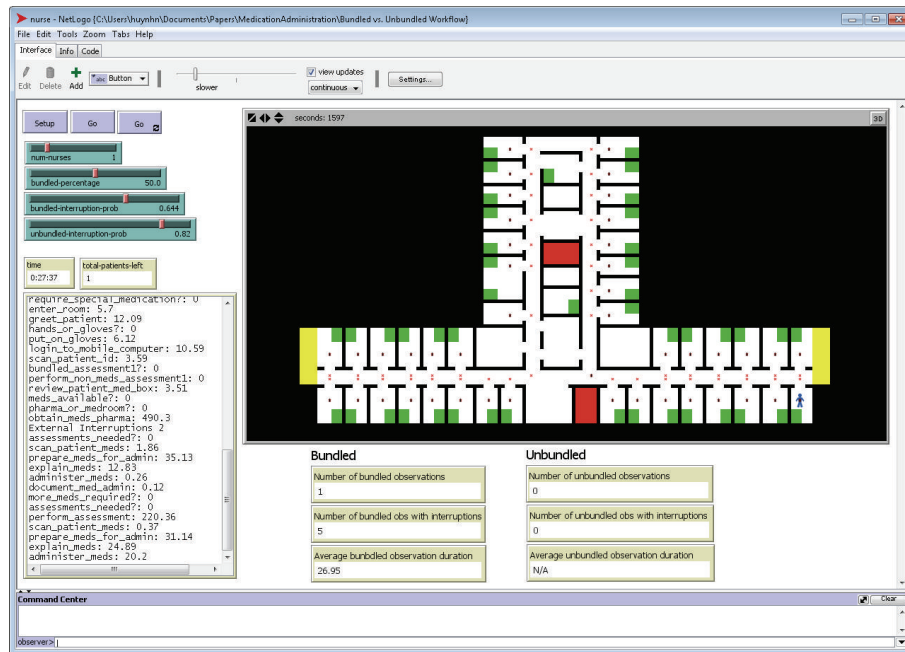 nurse - NetLogo {C:\Users\huynhn\Documents\Papers\MedicationAdministration\Bundled vs. Unbundled Workflow}
File Edit Tools Zoom Tabs Help
Interface Info Code
Edit Delete Add abc Button slower view updates continuous Settings...
Setup Go Go
seconds: 1597 3D
num-nurses 1
bundled-percentage 50.0
bundled-interruption-prob 0.644
unbundled-interruption-prob 0.82
time total-patients-left
0:27:37 1
require_special_medication?: 0
enter_room: 5.7
greet_patient: 12.09
hands_or_gloves?: 0
put_on_gloves: 6.12
login_to_mobile_computer: 10.59
scan_patient_id: 3.59
bundled_assessment1?: 0
perform_non_meds_assessment1: 0
review_patient_med_box: 3.51
meds_available?: 0
pharma_or_medroom?: 0
obtain_meds_pharma: 490.3
External Interruptions 2
assessments_needed?: 0
scan_patient_meds: 1.86
prepare_meds_for_admin: 35.13
explain_meds: 12.83
administer_meds: 0.26
document_med_admin: 0.12
more_meds_required?: 0
assessments_needed?: 0
perform_assessment: 220.36
scan_patient_meds: 0.37
prepare_meds_for_admin: 31.14
explain_meds: 24.89
administer_meds: 20.2
Bundled
Number of bundled observations
1
Number of bundled obs with interruptions
5
Average bunbdled observation duration
26.95
Unbundled
Number of unbundled observations
0
Number of unbundled obs with interruptions
0
Average unbundled observation duration
N/A
Command Center Clear
observer>